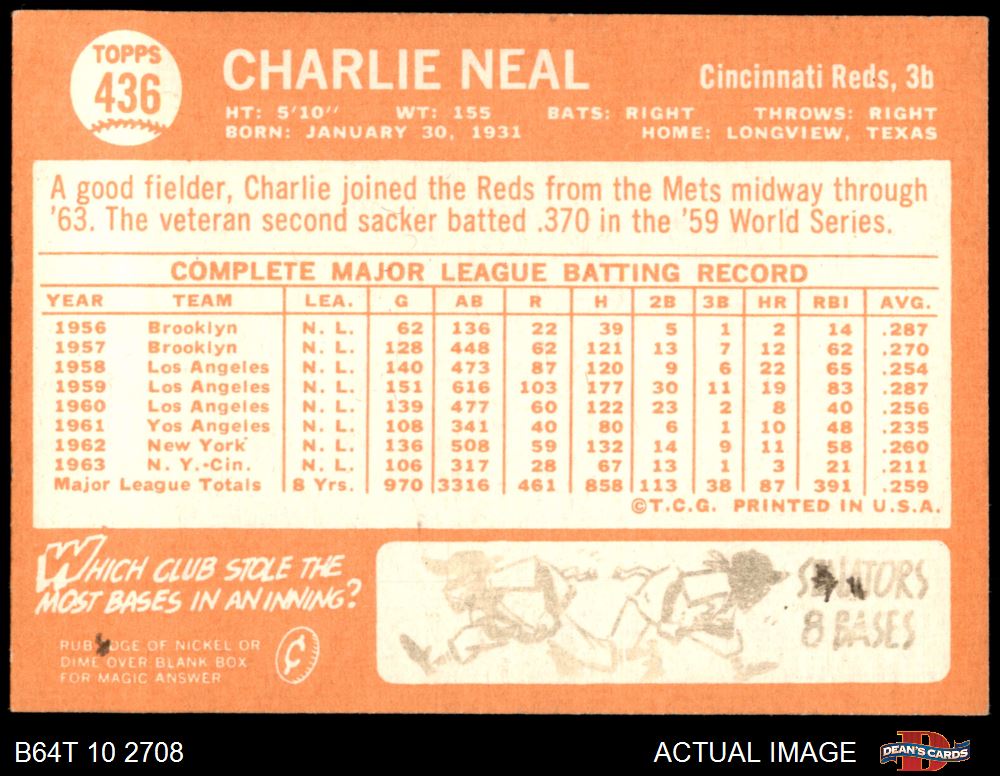 TOPPS
436
CHARLIE NEAL
Cincinnati Reds, 3b
HT: 5'10" WT: 155 BATS: RIGHT THROWS: RIGHT
BORN: JANUARY 30, 1931 HOME: LONGVIEW, TEXAS
A good fielder, Charlie joined the Reds from the Mets midway through
'63. The veteran second sacker batted .370 in the '59 World Series.
COMPLETE MAJOR LEAGUE BATTING RECORD
YEAR TEAM LEA. G AB R H 2B 3B HR RBI AVG.
1956 Brooklyn N. L. 62 136 22 39 5 1 2 14 .287
1957 Brooklyn N. L. 128 448 62 121 13 7 12 62 .270
1958 Los Angeles N. L. 140 473 87 120 9 6 22 65 .254
1959 Los Angeles N. L. 151 616 103 177 30 11 19 83 .287
1960 Los Angeles N. L. 139 477 60 122 23 2 8 40 .256
1961 Yos Angeles N. L. 108 341 40 80 6 1 10 48 .235
1962 New York N. L. 136 508 59 132 14 9 11 58 .260
1963 N. Y.-Cin. N. L. 106 317 28 67 13 1 3 21 .211
Major League Totals 8 Yrs. 970 3316 461 858 113 38 87 391 .259
©T.C.G. PRINTED IN U.S.A.
WHICH CLUB STOLE THE
MOST BASES IN AN INNING?
RUB EDGE OF NICKEL OR
DIME OVER BLANK BOX
FOR MAGIC ANSWER
¢
SENATORS
8 BASES
B64T 10 2708
ACTUAL IMAGE
D
DEAN'S CARDS